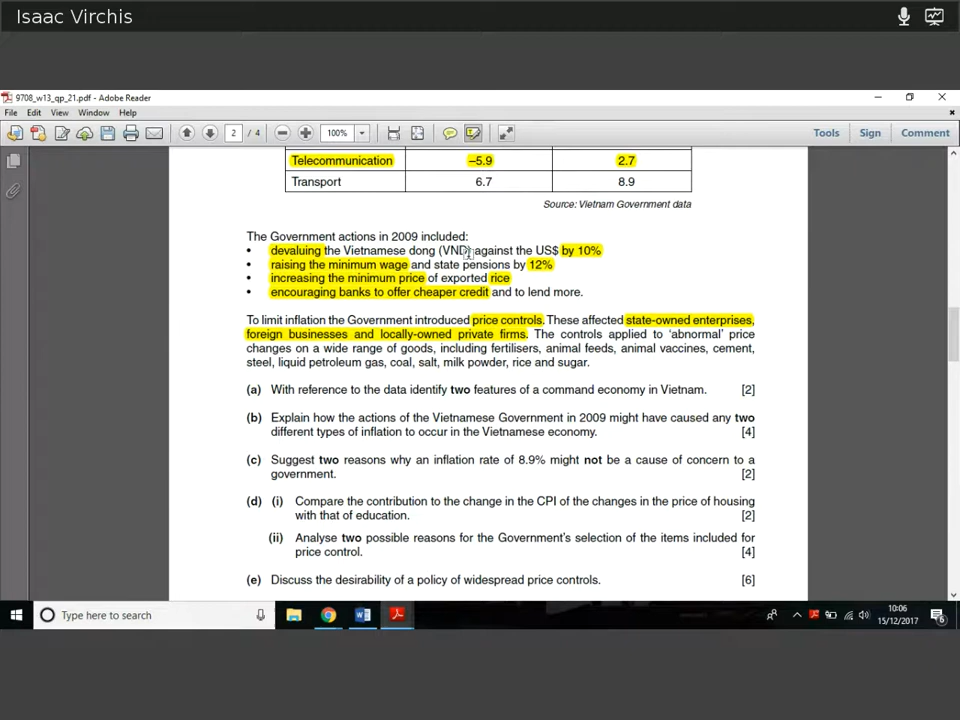 Isaac Virchis
9708_w13_qp_21.pdf - Adobe Reader
File Edit View Window Help
2 / 4 100% Tools Sign Comment
Telecommunication –5.9 2.7
Transport 6.7 8.9
Source: Vietnam Government data
The Government actions in 2009 included:
• devaluing the Vietnamese dong (VND) against the US$ by 10%
• raising the minimum wage and state pensions by 12%
• increasing the minimum price of exported rice
• encouraging banks to offer cheaper credit and to lend more.
To limit inflation the Government introduced price controls. These affected state-owned enterprises,
foreign businesses and locally-owned private firms. The controls applied to ‘abnormal’ price
changes on a wide range of goods, including fertilisers, animal feeds, animal vaccines, cement,
steel, liquid petroleum gas, coal, salt, milk powder, rice and sugar.
(a) With reference to the data identify two features of a command economy in Vietnam. [2]
(b) Explain how the actions of the Vietnamese Government in 2009 might have caused any two
different types of inflation to occur in the Vietnamese economy. [4]
(c) Suggest two reasons why an inflation rate of 8.9% might not be a cause of concern to a
government. [2]
(d) (i) Compare the contribution to the change in the CPI of the changes in the price of housing
with that of education. [2]
(ii) Analyse two possible reasons for the Government’s selection of the items included for
price control. [4]
(e) Discuss the desirability of a policy of widespread price controls. [6]
Type here to search
10:06
15/12/2017